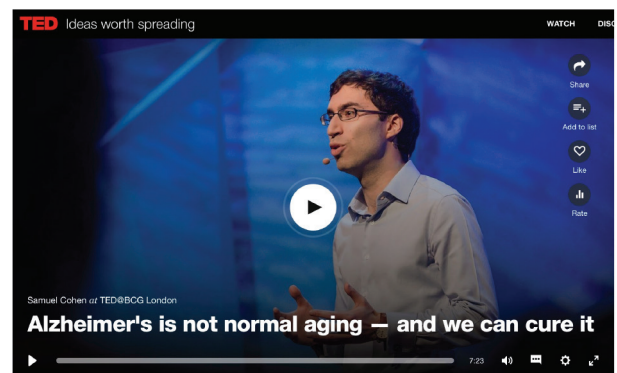 TED Ideas worth spreading
WATCH
Share
Add to list
Like
Rate
Samuel Cohen at TED@BCG London
Alzheimer's is not normal aging — and we can cure it
7:23